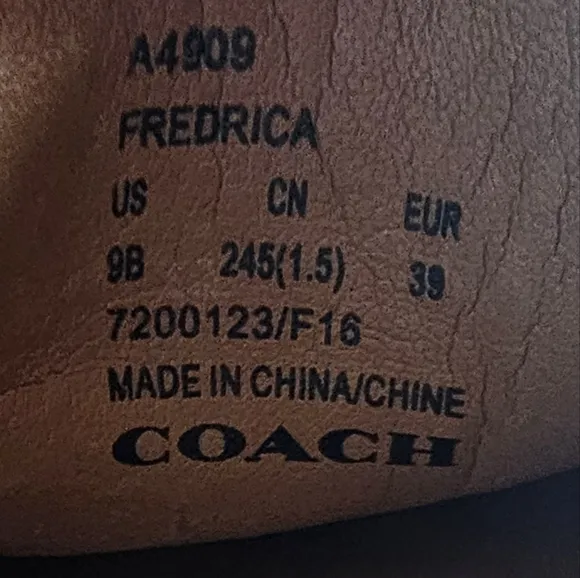 A4909
FREDRICA
US CN EUR
9B 245(1.5) 39
7200123/F16
MADE IN CHINA/CHINE
COACH